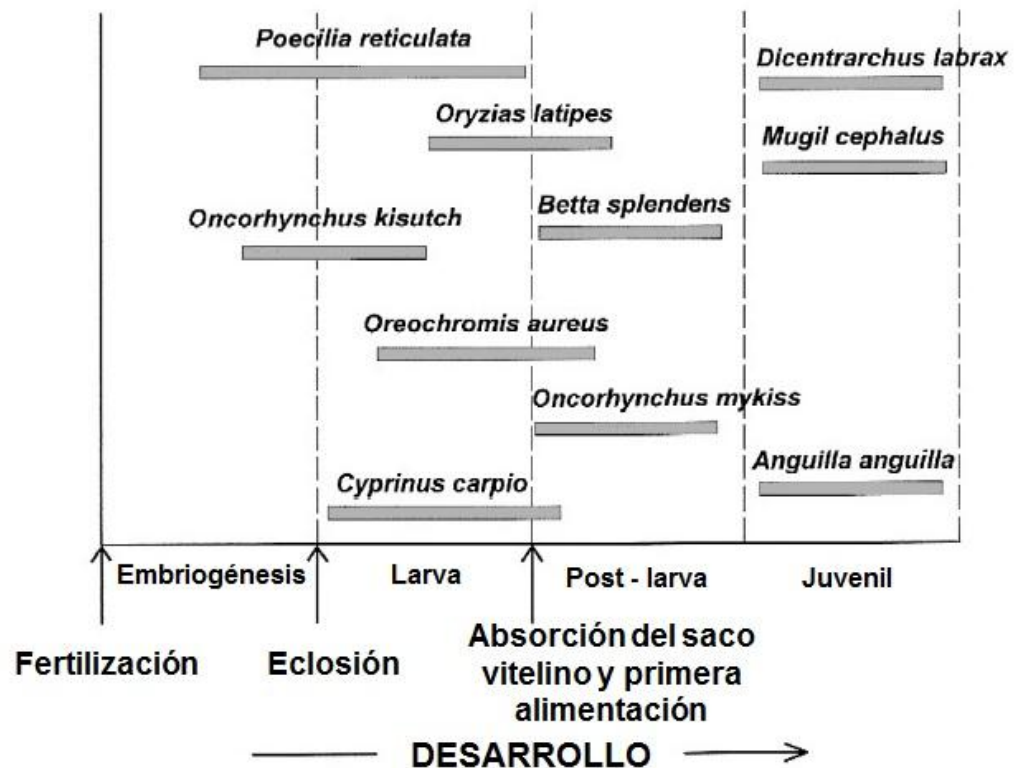 Poecilia reticulata
Dicentrarchus labrax
Oryzias latipes
Mugil cephalus
Betta splendens
Oncorhynchus kisutch
Oreochromis aureus
Oncorhynchus mykiss
Anguilla anguilla
Cyprinus carpio
Embriogénesis
Larva
Post - larva
Juvenil
Fertilización
Eclosión
Absorción del saco
vitelino y primera
alimentación
DESARROLLO